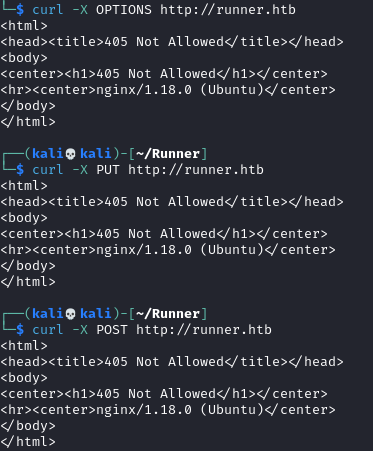 └─$ curl -X OPTIONS http://runner.htb
<html>
<head><title>405 Not Allowed</title></head>
<body>
<center><h1>405 Not Allowed</h1></center>
<hr><center>nginx/1.18.0 (Ubuntu)</center>
</body>
</html>
┌──(kali💀kali)-[~/Runner]
└─$ curl -X PUT http://runner.htb
<html>
<head><title>405 Not Allowed</title></head>
<body>
<center><h1>405 Not Allowed</h1></center>
<hr><center>nginx/1.18.0 (Ubuntu)</center>
</body>
</html>
┌──(kali💀kali)-[~/Runner]
└─$ curl -X POST http://runner.htb
<html>
<head><title>405 Not Allowed</title></head>
<body>
<center><h1>405 Not Allowed</h1></center>
<hr><center>nginx/1.18.0 (Ubuntu)</center>
</body>
</html>